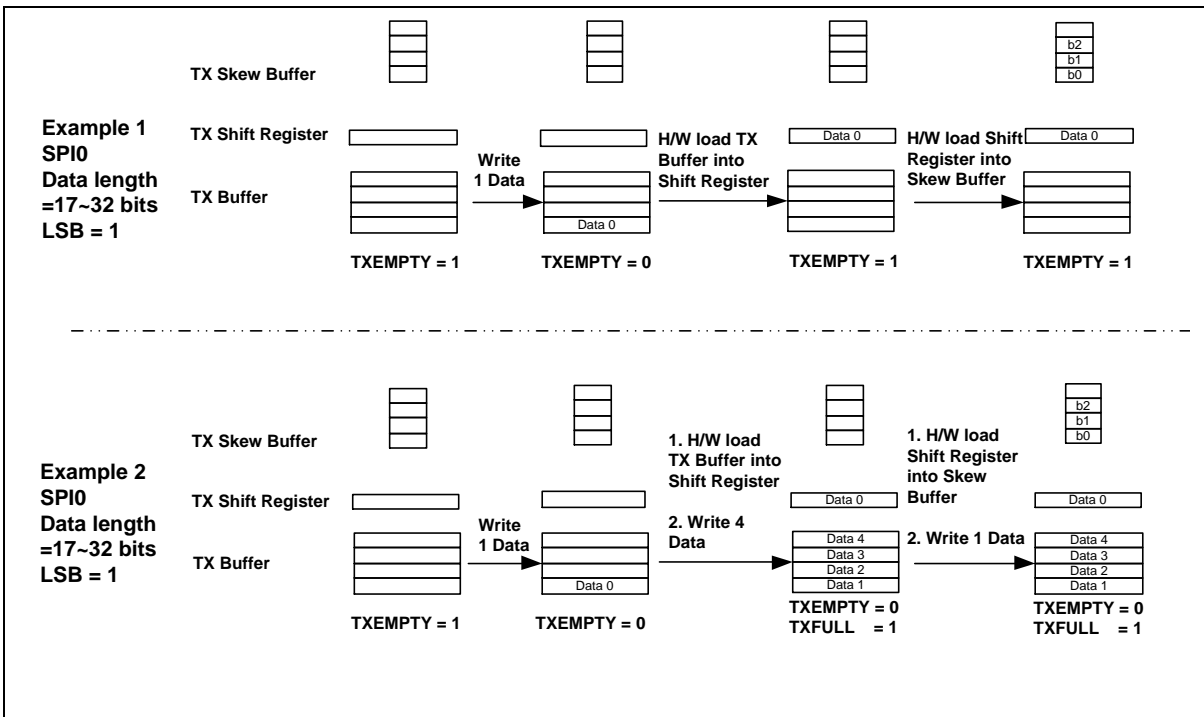 b2
b1
b0
TX Skew Buffer
Example 1
SPI0
Data length
=17~32 bits
LSB = 1
TX Shift Register
Write
1 Data
H/W load TX
Buffer into
Shift Register
Data 0
H/W load Shift
Register into
Skew Buffer
Data 0
TX Buffer
Data 0
TXEMPTY = 1
TXEMPTY = 0
TXEMPTY = 1
TXEMPTY = 1
b2
b1
b0
TX Skew Buffer
Example 2
SPI0
Data length
=17~32 bits
LSB = 1
TX Shift Register
Write
1 Data
1. H/W load
TX Buffer into
Shift Register
2. Write 4
Data
Data 0
1. H/W load
Shift Register
into Skew
Buffer
2. Write 1 Data
Data 0
TX Buffer
Data 0
Data 4
Data 3
Data 2
Data 1
Data 4
Data 3
Data 2
Data 1
TXEMPTY = 1
TXEMPTY = 0
TXEMPTY = 0
TXFULL = 1
TXEMPTY = 0
TXFULL = 1